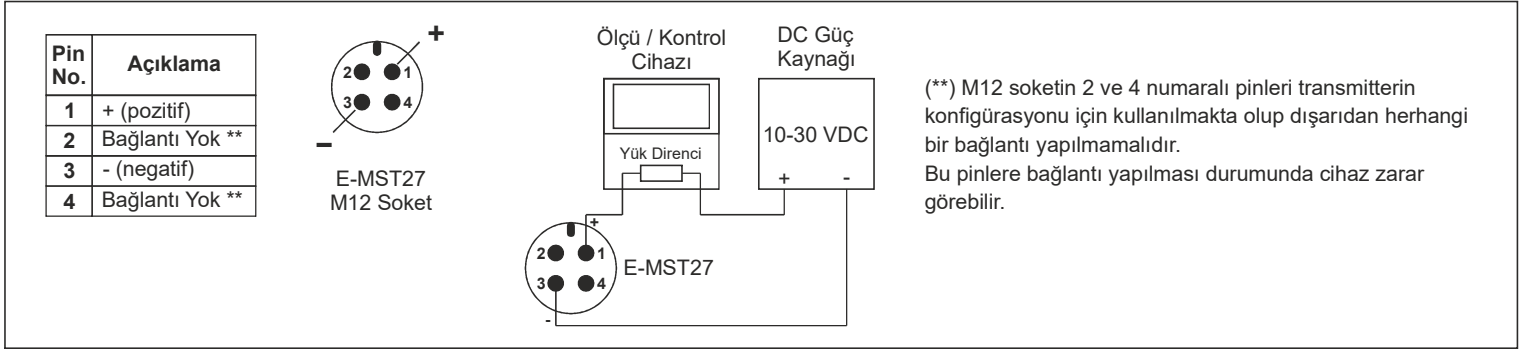 Pin No. Açıklama
1 + (pozitif)
2 Bağlantı Yok **
3 - (negatif)
4 Bağlantı Yok **
+
2 1
3 4
–
E-MST27
M12 Soket
Ölçü / Kontrol
Cihazı
Yük Direnci
DC Güç
Kaynağı
10-30 VDC
+ -
+
2 1
3 4
-
E-MST27
(**) M12 soketin 2 ve 4 numaralı pinleri transmitterin
konfigürasyonu için kullanılmakta olup dışarıdan herhangi
bir bağlantı yapılmamalıdır.
Bu pinlere bağlantı yapılması durumunda cihaz zarar
görebilir.